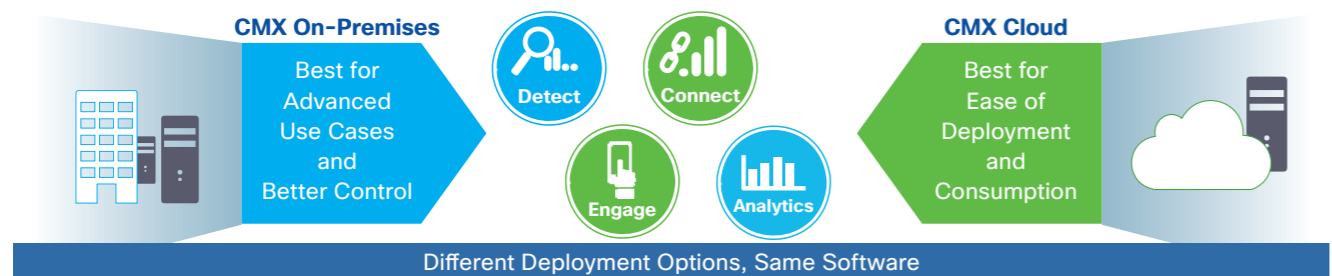 CMX On-Premises
Best for
Advanced
Use Cases
and
Better Control
Detect
Connect
Engage
Analytics
CMX Cloud
Best for
Ease of
Deployment
and
Consumption
Different Deployment Options, Same Software